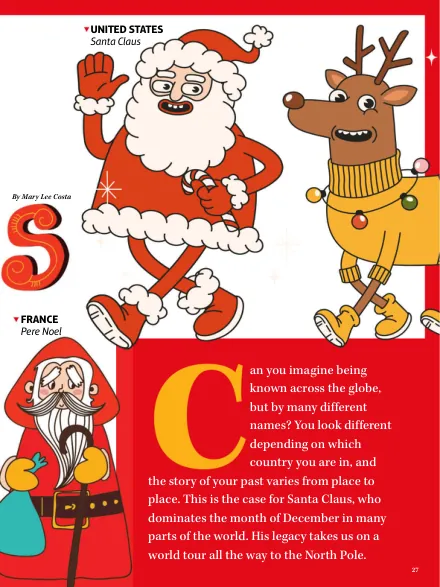 UNITED STATES
Santa Claus
By Mary Lee Costa
S
FRANCE
Pere Noel
Can you imagine being
known across the globe,
but by many different
names? You look different
depending on which
country you are in, and
the story of your past varies from place to
place. This is the case for Santa Claus, who
dominates the month of December in many
parts of the world. His legacy takes us on a
world tour all the way to the North Pole.
27